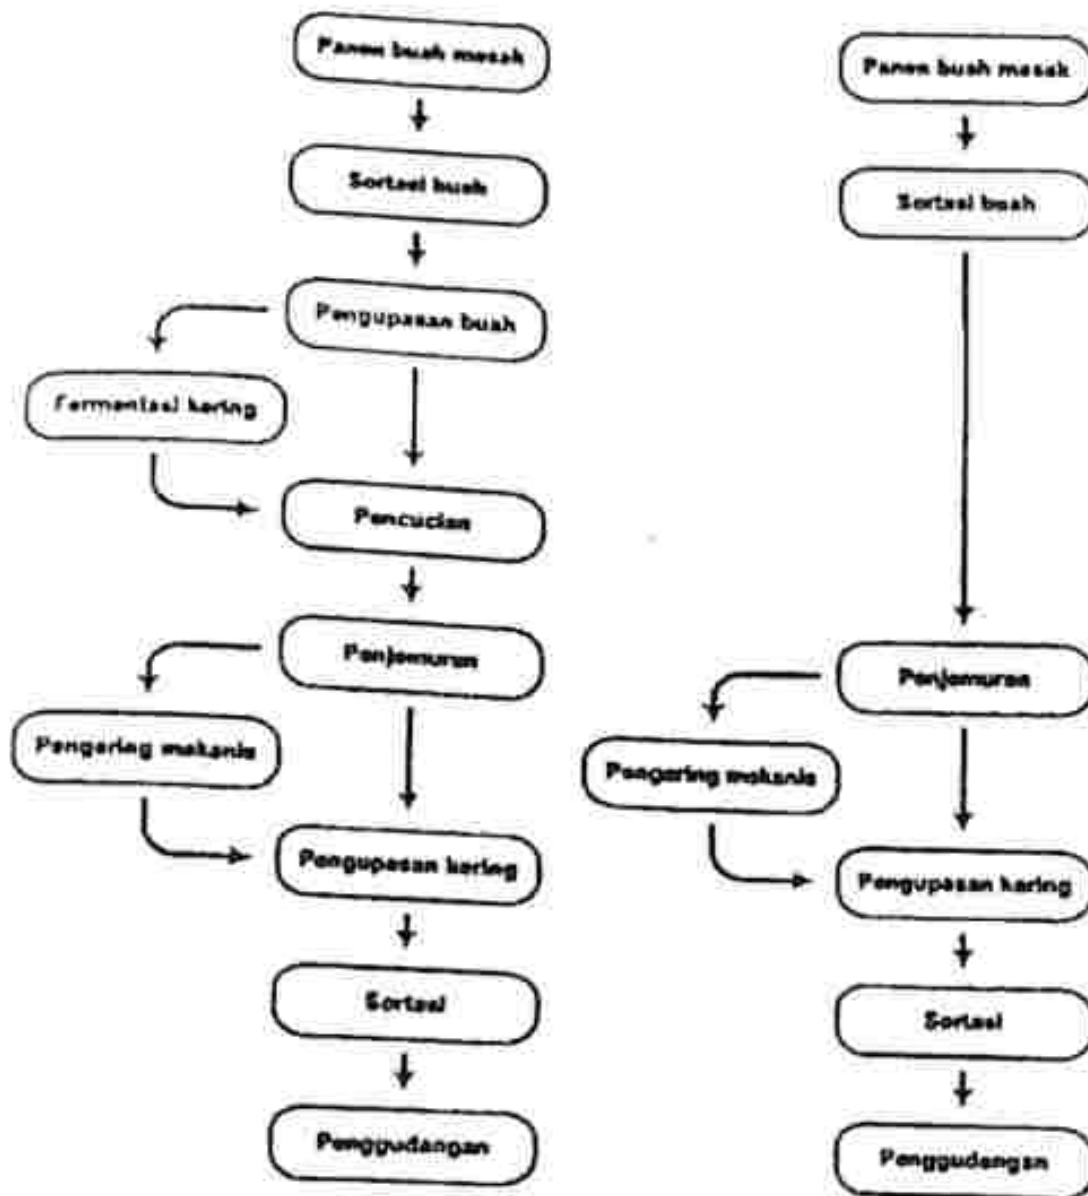 Panen buah masak
Sortasi buah
Pengupasan buah
Fermentasi kering
Pencucian
Penjemuran
Pengering mekanis
Pengupasan kering
Sortasi
Penggudangan
Panen buah masak
Sortasi buah
Penjemuran
Pengering mekanis
Pengupasan kering
Sortasi
Penggudangan